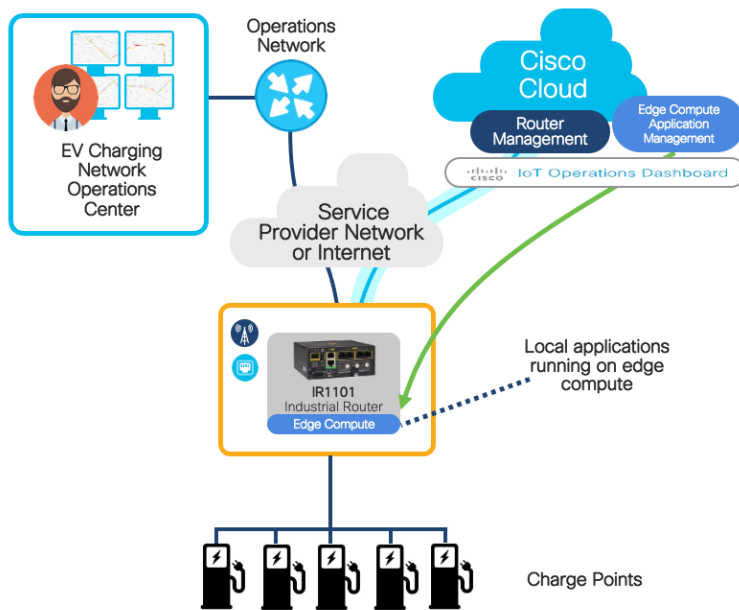 Operations
Network
EV Charging
Network
Operations
Center
Cisco
Cloud
Router
Management
Edge Compute
Application
Management
CISCO IoT Operations Dashboard
Service
Provider Network
or Internet
IR1101
Industrial Router
Edge Compute
Local applications
running on edge
compute
Charge Points